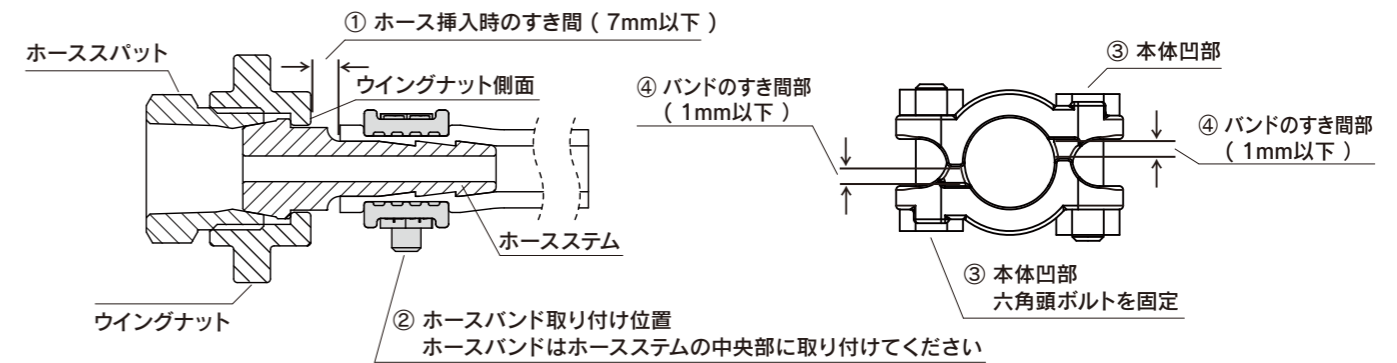 ① ホース挿入時のすき間 ( 7mm以下 )
ホーススパット
ウイングナット側面
ホースステム
ウイングナット
② ホースバンド取り付け位置
ホースバンドはホースステムの中央部に取り付けてください
③ 本体凹部
④ バンドのすき間部
( 1mm以下 )
④ バンドのすき間部
( 1mm以下 )
③ 本体凹部
六角頭ボルトを固定